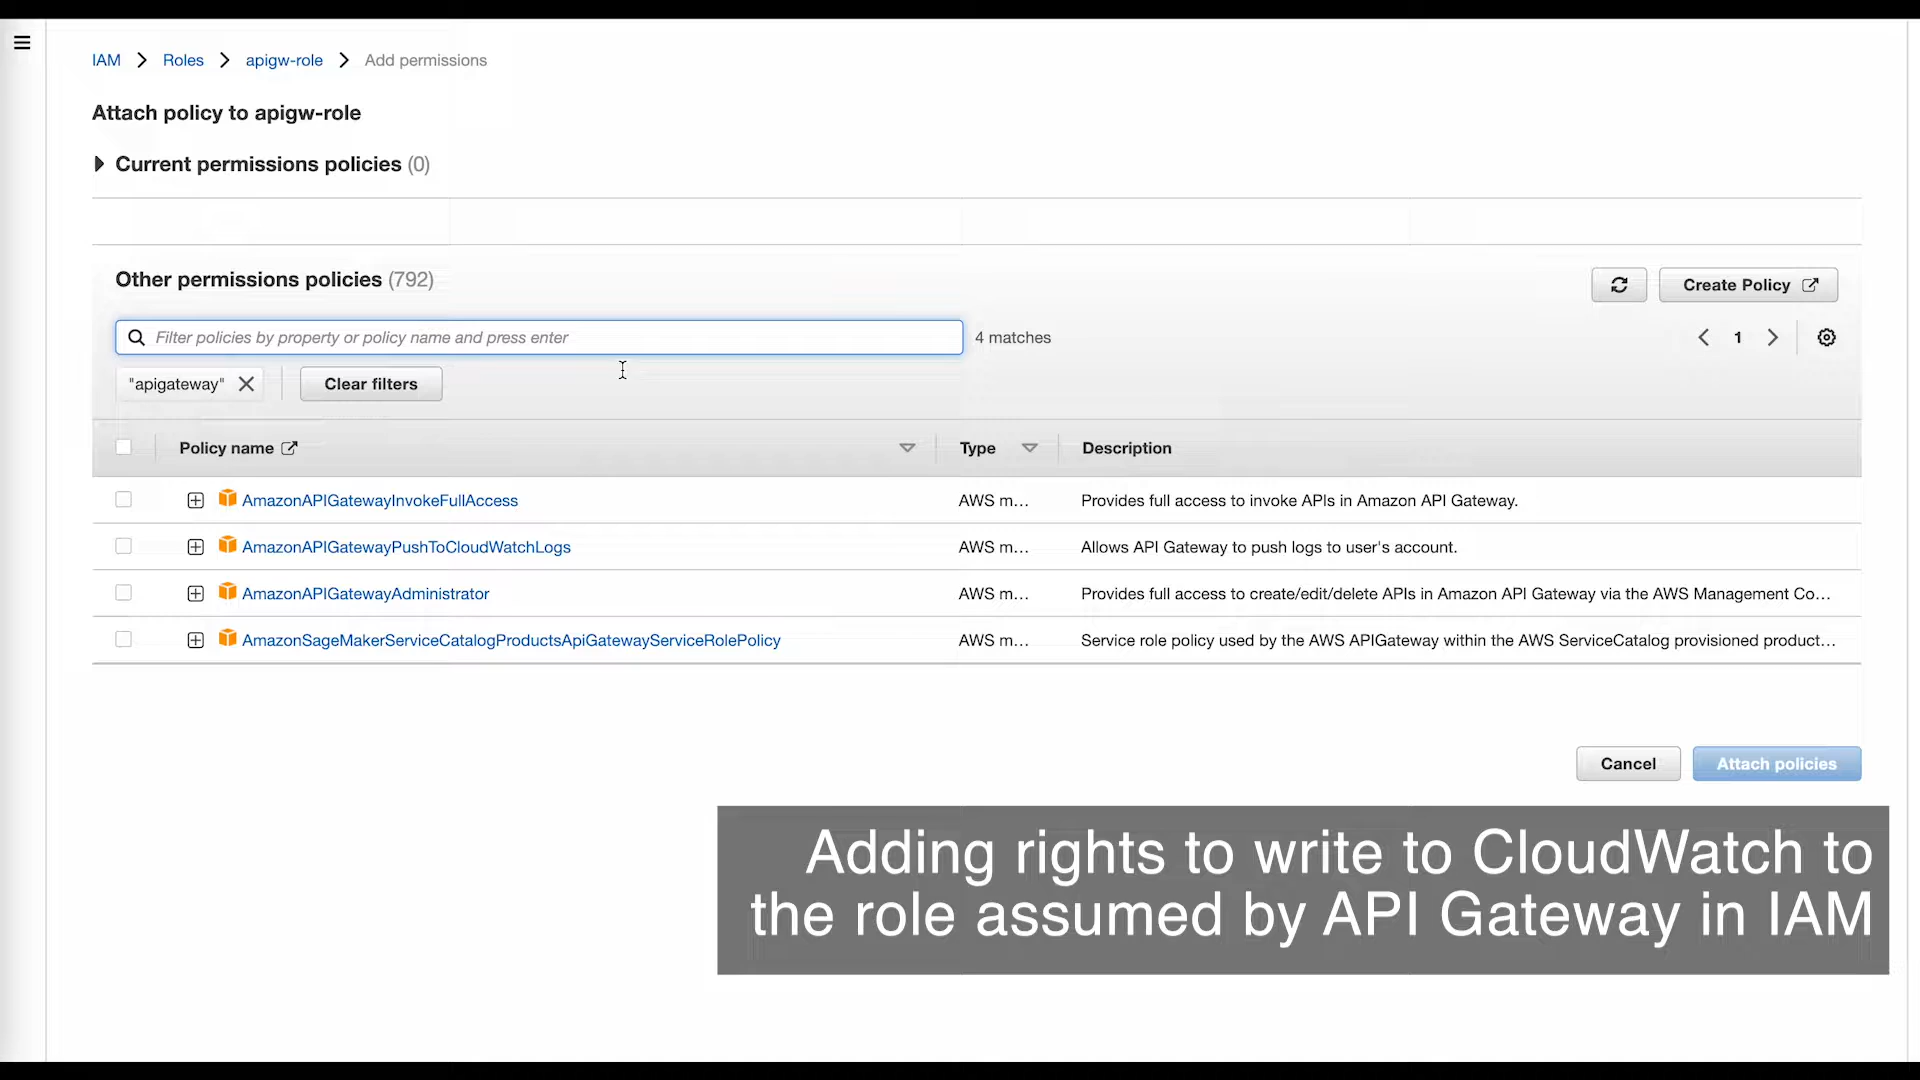 IAM > Roles > apigw-role > Add permissions
Attach policy to apigw-role
Current permissions policies (0)
Other permissions policies (792)
Create Policy
Filter policies by property or policy name and press enter
4 matches
1
"apigateway"
Clear filters
Policy name Type Description
AmazonAPIGatewayInvokeFullAccess AWS m... Provides full access to invoke APIs in Amazon API Gateway.
AmazonAPIGatewayPushToCloudWatchLogs AWS m... Allows API Gateway to push logs to user's account.
AmazonAPIGatewayAdministrator AWS m... Provides full access to create/edit/delete APIs in Amazon API Gateway via the AWS Management Co...
AmazonSageMakerServiceCatalogProductsApiGatewayServiceRolePolicy AWS m... Service role policy used by the AWS APIGateway within the AWS ServiceCatalog provisioned product...
Cancel Attach policies
Adding rights to write to CloudWatch to
the role assumed by API Gateway in IAM